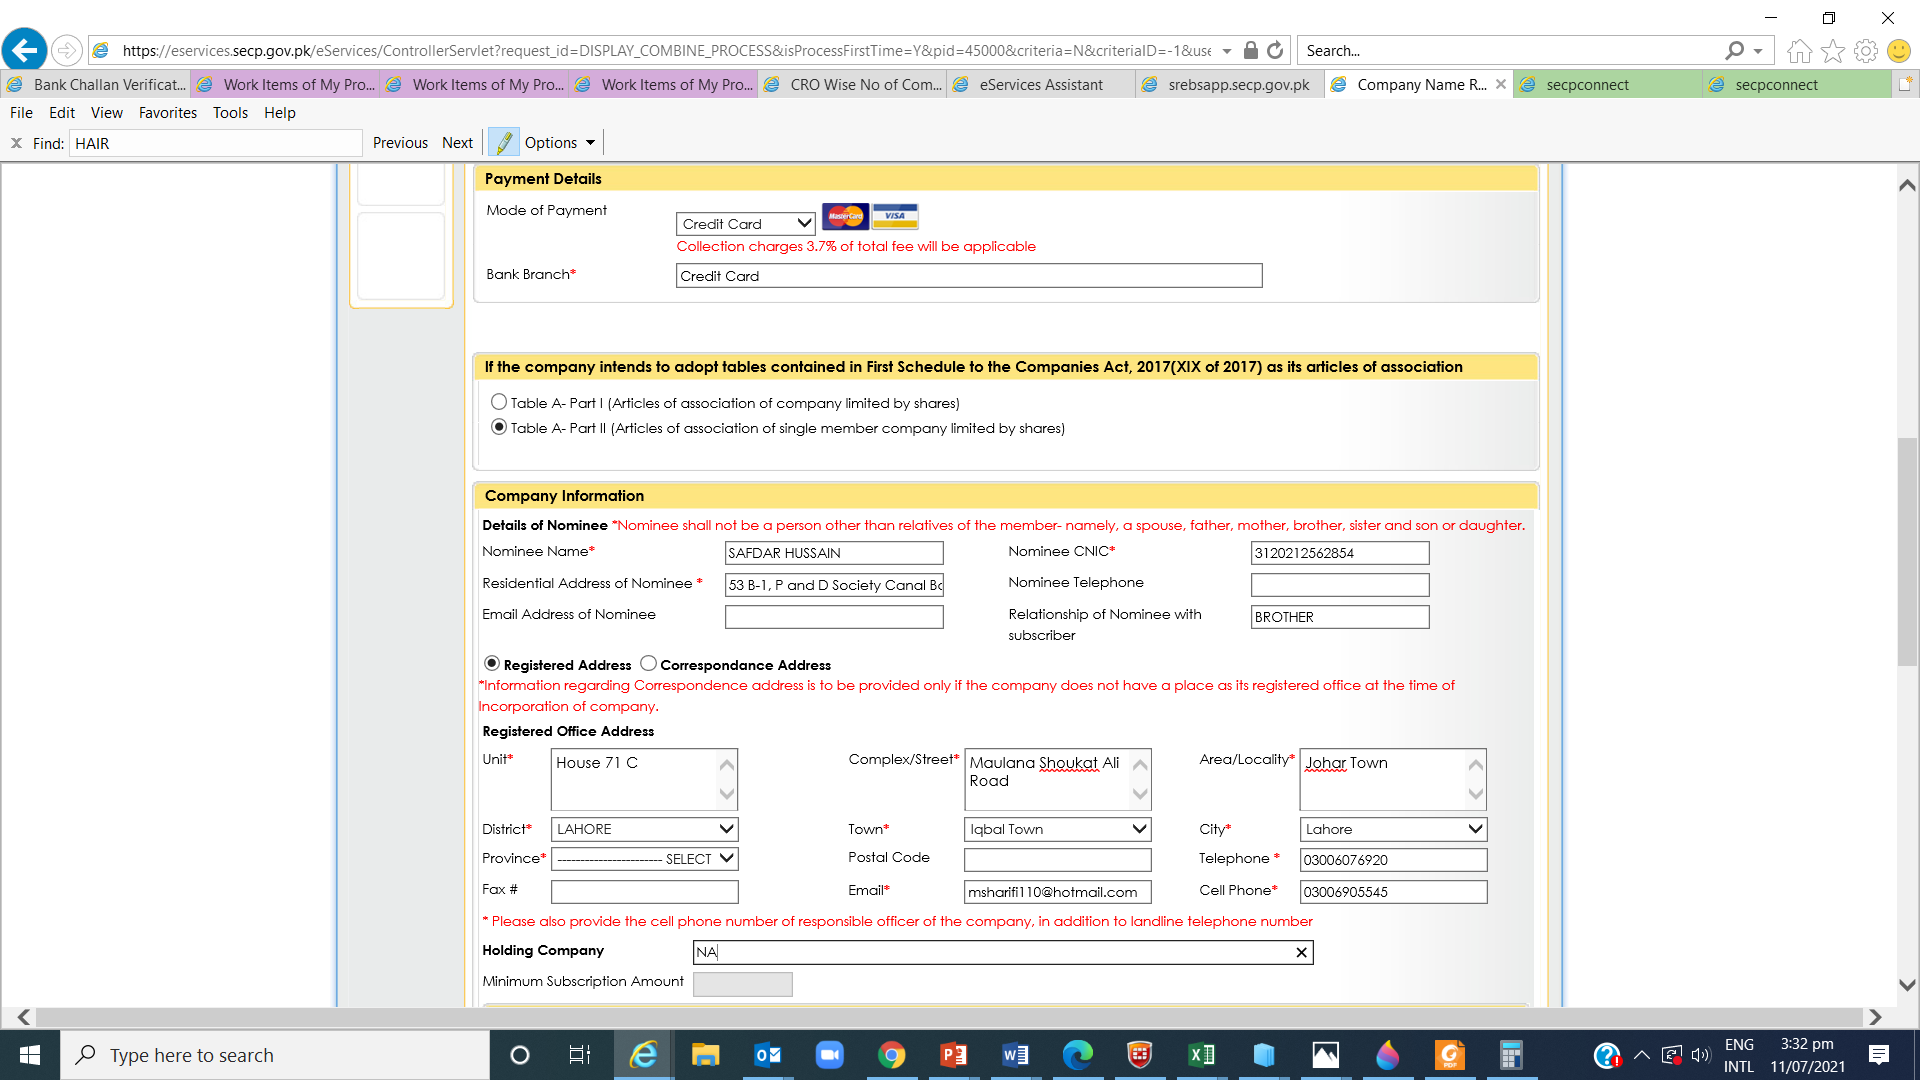 https://eservices.secp.gov.pk/eServices/ControllerServlet?request_id=DISPLAY_COMBINE_PROCESS&isProcessFirstTime=Y&pid=45000&criteria=N&criteriaID=-1&use
Search...
Bank Challan Verificat... Work Items of My Pro... Work Items of My Pro... Work Items of My Pro... CRO Wise No of Com... eServices Assistant srebsapp.secp.gov.pk Company Name R... secpconnect secpconnect
File Edit View Favorites Tools Help
x Find: HAIR Previous Next Options
Payment Details
Mode of Payment Credit Card MasterCard VISA
Collection charges 3.7% of total fee will be applicable
Bank Branch* Credit Card
If the company intends to adopt tables contained in First Schedule to the Companies Act, 2017(XIX of 2017) as its articles of association
Table A- Part I (Articles of association of company limited by shares)
Table A- Part II (Articles of association of single member company limited by shares)
Company Information
Details of Nominee *Nominee shall not be a person other than relatives of the member- namely, a spouse, father, mother, brother, sister and son or daughter.
Nominee Name* SAFDAR HUSSAIN Nominee CNIC* 3120212562854
Residential Address of Nominee * 53 B-1, P and D Society Canal Bo Nominee Telephone
Email Address of Nominee Relationship of Nominee with subscriber BROTHER
Registered Address Correspondance Address
*Information regarding Correspondence address is to be provided only if the company does not have a place as its registered office at the time of
Incorporation of company.
Registered Office Address
Unit* House 71 C Complex/Street* Maulana Shoukat Ali Road Area/Locality* Johar Town
District* LAHORE Town* Iqbal Town City* Lahore
Province* ----------------------- SELECT Postal Code Telephone * 03006076920
Fax # Email* msharifi110@hotmail.com Cell Phone* 03006905545
* Please also provide the cell phone number of responsible officer of the company, in addition to landline telephone number
Holding Company NA
Minimum Subscription Amount
Type here to search
ENG 3:32 pm
INTL 11/07/2021